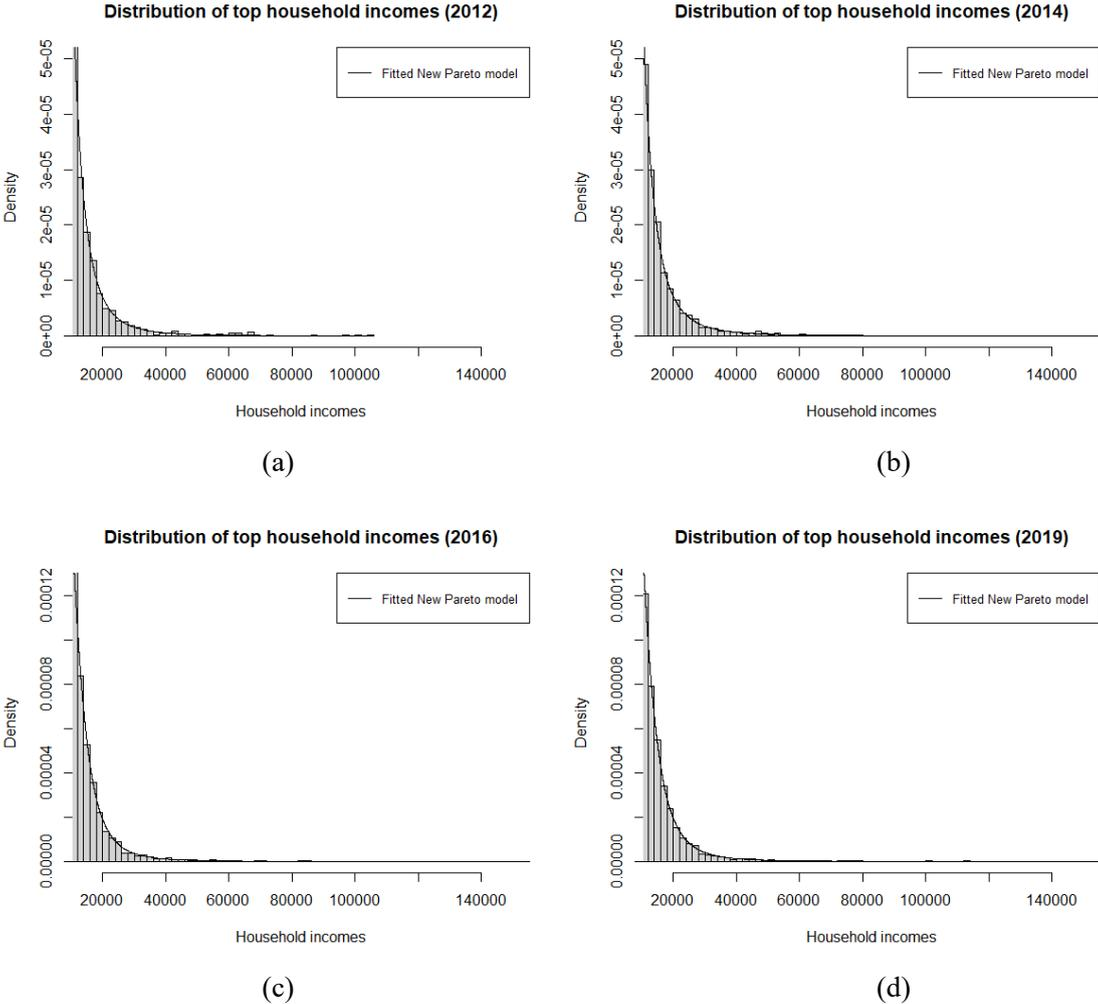 Distribution of top household incomes (2012)
Density
0e+00 1e-05 2e-05 3e-05 4e-05 5e-05
Fitted New Pareto model
20000 40000 60000 80000 100000 140000
Household incomes
(a)
Distribution of top household incomes (2014)
Density
0e+00 1e-05 2e-05 3e-05 4e-05 5e-05
Fitted New Pareto model
20000 40000 60000 80000 100000 140000
Household incomes
(b)
Distribution of top household incomes (2016)
Density
0.00000 0.00004 0.00008 0.00012
Fitted New Pareto model
20000 40000 60000 80000 100000 140000
Household incomes
(c)
Distribution of top household incomes (2019)
Density
0.00000 0.00004 0.00008 0.00012
Fitted New Pareto model
20000 40000 60000 80000 100000 140000
Household incomes
(d)